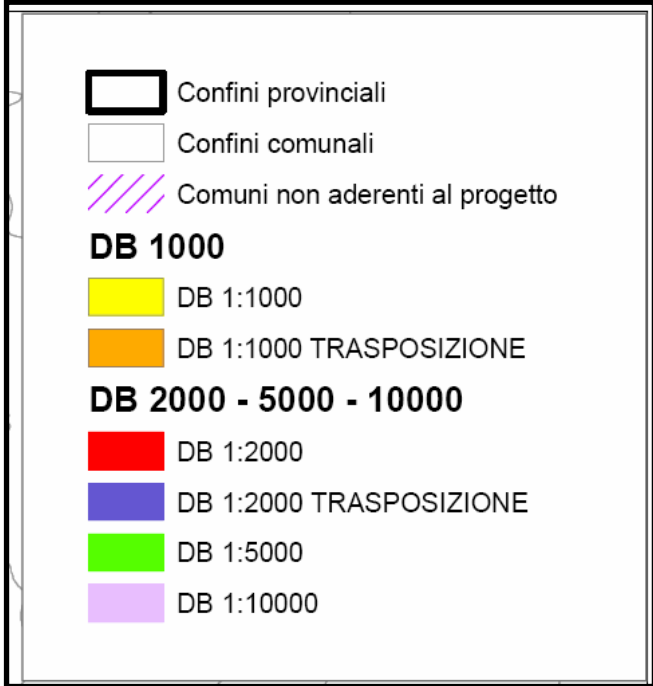 Confini provinciali
Confini comunali
Comuni non aderenti al progetto
DB 1000
DB 1:1000
DB 1:1000 TRASPOSIZIONE
DB 2000 - 5000 - 10000
DB 1:2000
DB 1:2000 TRASPOSIZIONE
DB 1:5000
DB 1:10000